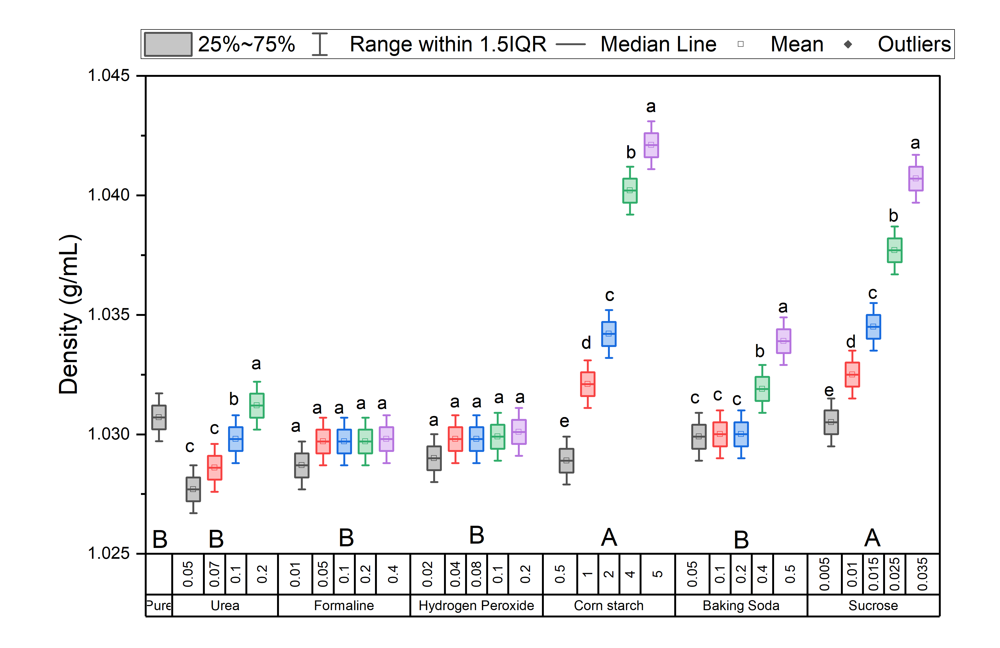 25%~75% Range within 1.5IQR Median Line Mean Outliers
1.045
1.040
1.035
1.030
1.025
Density (g/mL)
c c b a
a a a a a
a a a a a
e d c b a
c c c b a
e d c b a
B B B B A B A
0.05 0.07 0.1 0.2 0.01 0.05 0.1 0.2 0.4 0.02 0.04 0.08 0.1 0.2 0.5 1 2 4 5 0.05 0.1 0.2 0.4 0.5 0.005 0.01 0.015 0.025 0.035
Pure Urea Formaline Hydrogen Peroxide Corn starch Baking Soda Sucrose